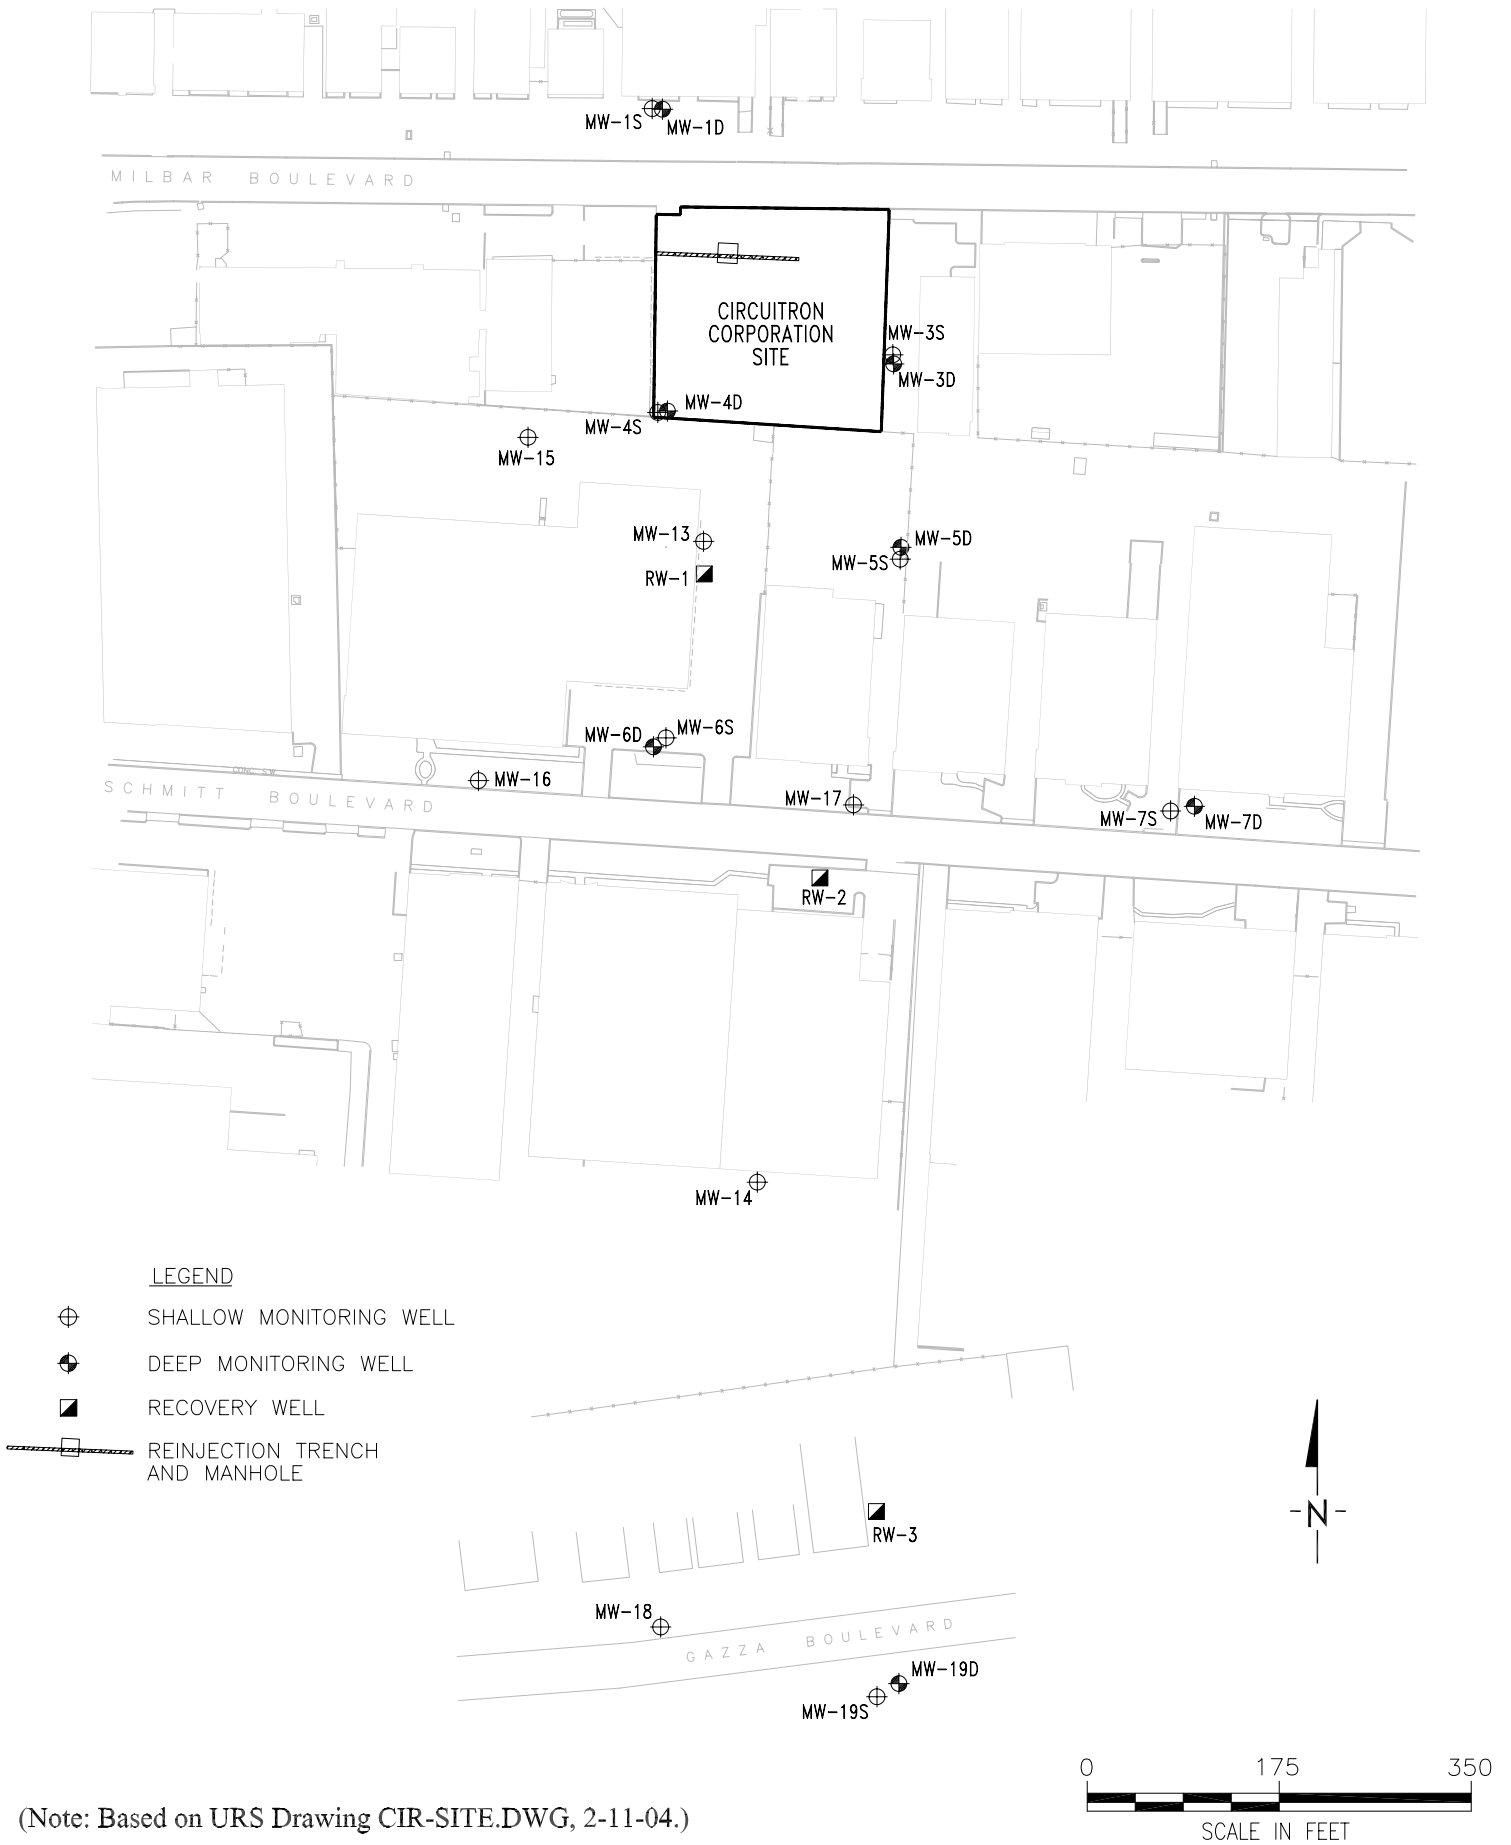 MW-1S
MW-1D
MILBAR BOULEVARD
CIRCUITRON
CORPORATION
SITE
MW-3S
MW-3D
MW-4D
MW-4S
MW-15
MW-13
MW-5D
MW-5S
RW-1
MW-6S
MW-6D
CONC SW
MW-16
SCHMITT BOULEVARD
MW-17
MW-7S
MW-7D
RW-2
MW-14
LEGEND
SHALLOW MONITORING WELL
DEEP MONITORING WELL
RECOVERY WELL
REINJECTION TRENCH
AND MANHOLE
N
RW-3
MW-18
GAZZA BOULEVARD
MW-19D
MW-19S
0 175 350
SCALE IN FEET
(Note: Based on URS Drawing CIR-SITE.DWG, 2-11-04.)